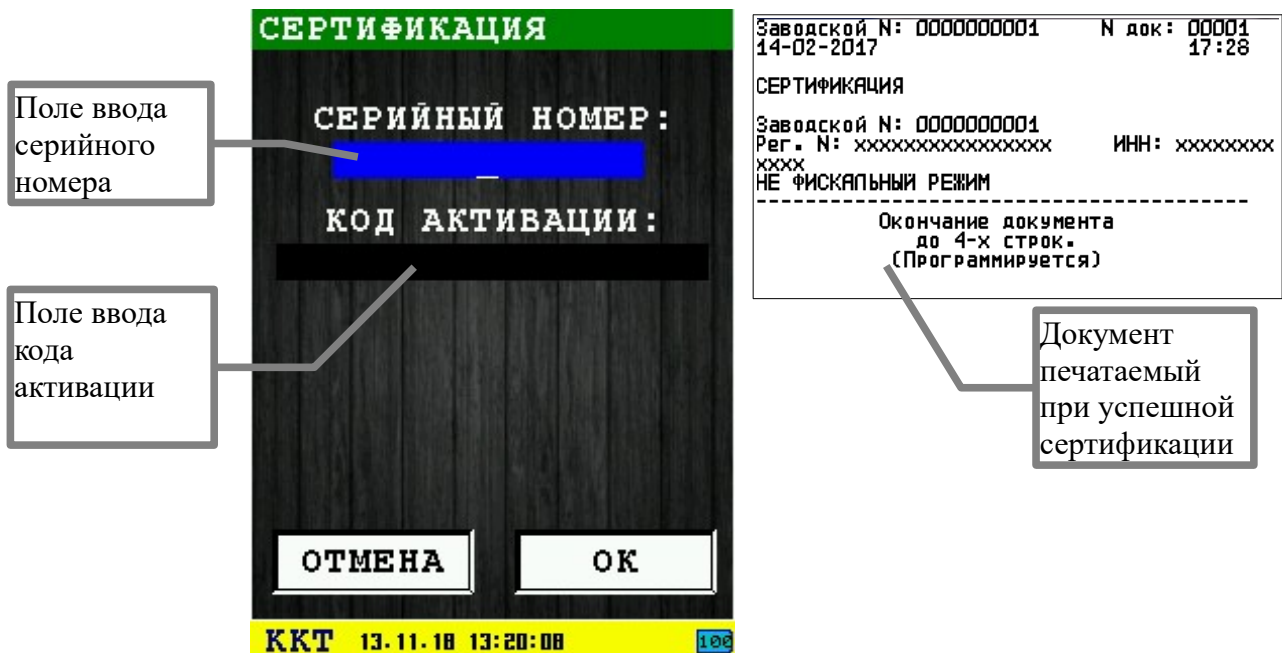 Поле ввода
серийного
номера
Поле ввода
кода
активации
СЕРТИФИКАЦИЯ
СЕРИЙНЫЙ НОМЕР:
_
КОД АКТИВАЦИИ:
ОТМЕНА
ОК
ККТ 13.11.18 13:20:08 100
Заводской N: 0000000001 N док: 00001
14-02-2017 17:28
СЕРТИФИКАЦИЯ
Заводской N: 0000000001
Рег. N: xxxxxxxxxxxxxxxx ИНН: xxxxxxxx
xxxx
НЕ ФИСКАЛЬНЫЙ РЕЖИМ
------------------------------------------
Окончание документа
до 4-х строк.
(Программируется)
Документ
печатаемый
при успешной
сертификации